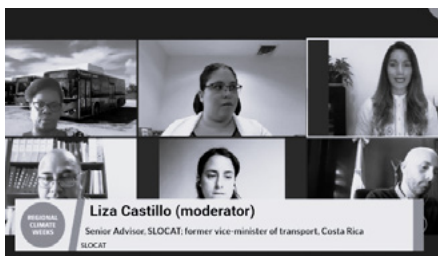 REGIONAL
CLIMATE
WEEKS
Liza Castillo (moderator)
Senior Advisor, SLOCAT; former vice-minister of transport, Costa Rica
SLOCAT